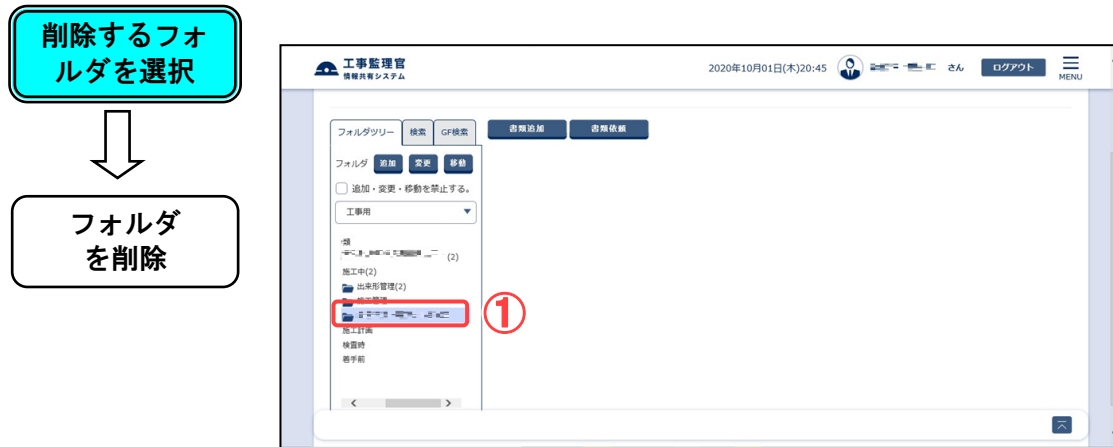 削除するフォ
ルダを選択
フォルダ
を削除
工事監理官
情報共有システム
2020年10月01日(木)20:45
さん
ログアウト
MENU
フォルダツリー
検索
GF検索
書類追加
書類依頼
フォルダ
追加
変更
移動
追加・変更・移動を禁止する。
工事用
類
(2)
施工中(2)
出来形管理(2)
施工管理
①
施工計画
検査時
着手前